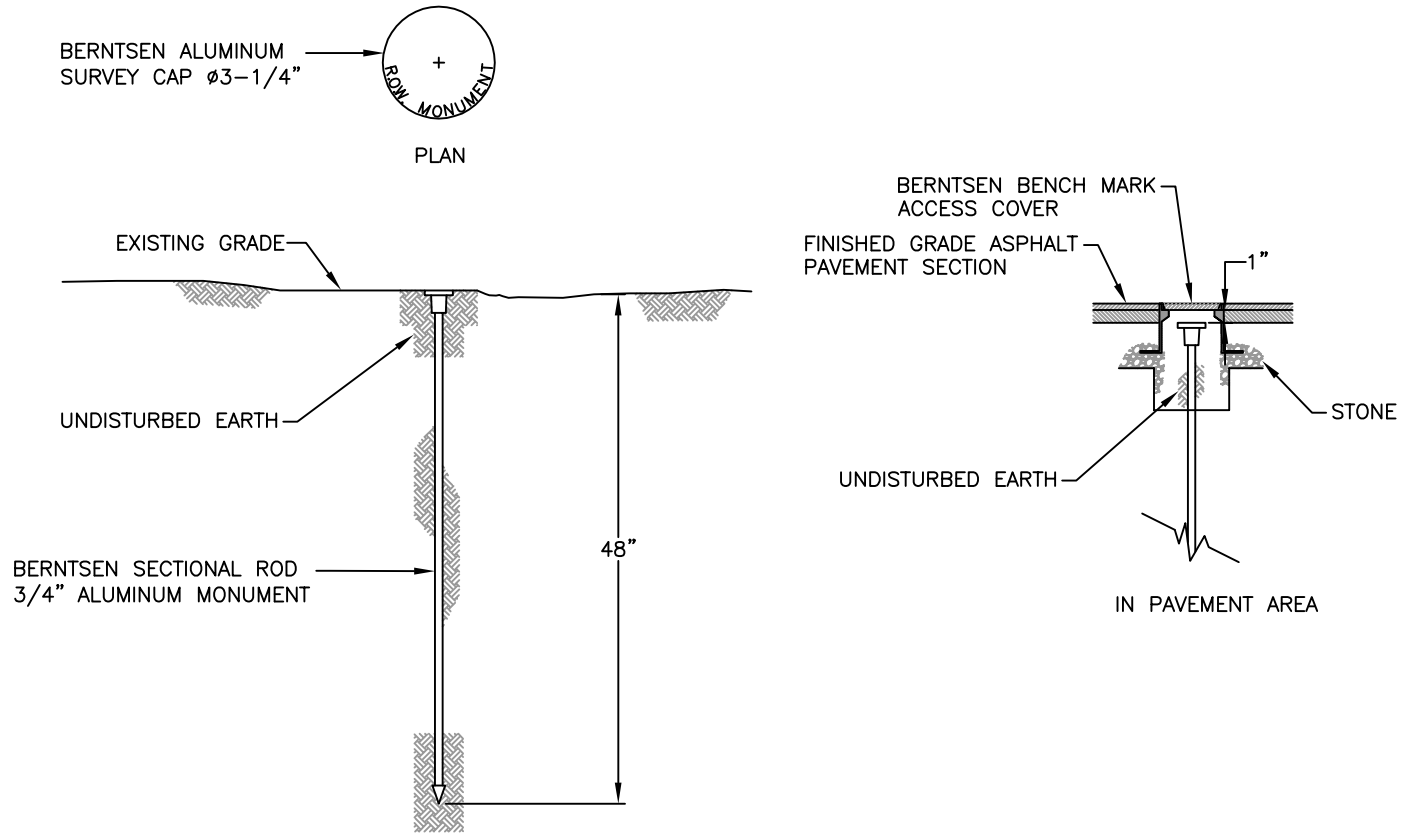 BERNTSEN ALUMINUM
SURVEY CAP ø3-1/4"
R.O.W. MONUMENT
PLAN
EXISTING GRADE
UNDISTURBED EARTH
BERNTSEN SECTIONAL ROD
3/4" ALUMINUM MONUMENT
48"
BERNTSEN BENCH MARK
ACCESS COVER
FINISHED GRADE ASPHALT
PAVEMENT SECTION
1"
STONE
UNDISTURBED EARTH
IN PAVEMENT AREA